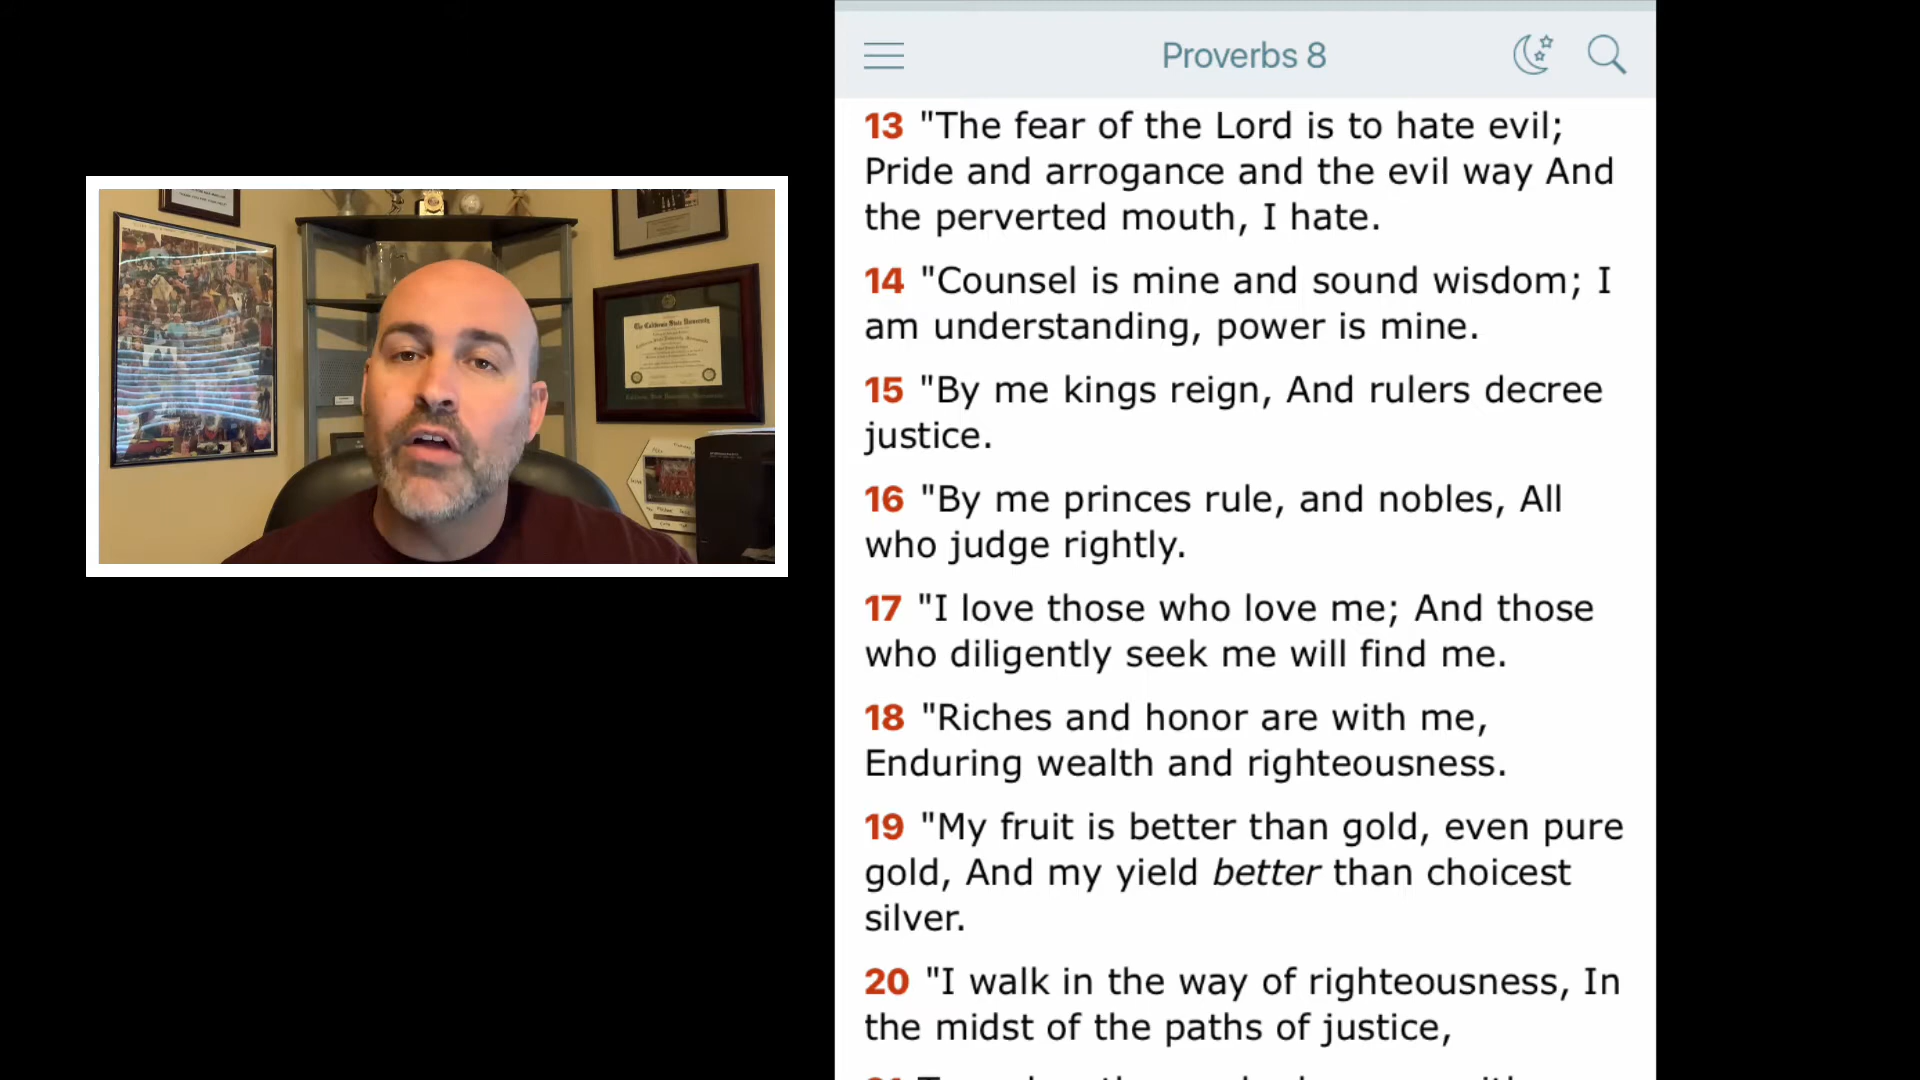 Proverbs 8
13 "The fear of the Lord is to hate evil;
Pride and arrogance and the evil way And
the perverted mouth, I hate.
14 "Counsel is mine and sound wisdom; I
am understanding, power is mine.
15 "By me kings reign, And rulers decree
justice.
16 "By me princes rule, and nobles, All
who judge rightly.
17 "I love those who love me; And those
who diligently seek me will find me.
18 "Riches and honor are with me,
Enduring wealth and righteousness.
19 "My fruit is better than gold, even pure
gold, And my yield better than choicest
silver.
20 "I walk in the way of righteousness, In
the midst of the paths of justice,
The California State University